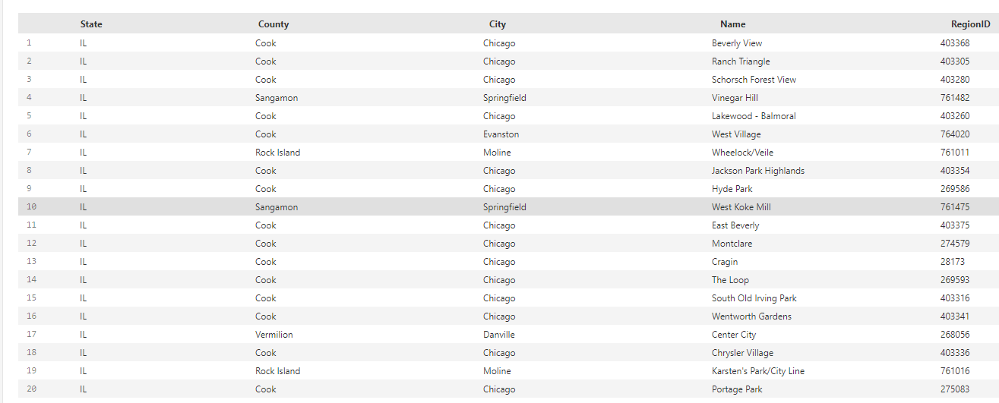 State County City Name RegionID
1 IL Cook Chicago Beverly View 403368
2 IL Cook Chicago Ranch Triangle 403305
3 IL Cook Chicago Schorsch Forest View 403280
4 IL Sangamon Springfield Vinegar Hill 761482
5 IL Cook Chicago Lakewood - Balmoral 403260
6 IL Cook Evanston West Village 764020
7 IL Rock Island Moline Wheelock/Veile 761011
8 IL Cook Chicago Jackson Park Highlands 403354
9 IL Cook Chicago Hyde Park 269586
10 IL Sangamon Springfield West Koke Mill 761475
11 IL Cook Chicago East Beverly 403375
12 IL Cook Chicago Montclare 274579
13 IL Cook Chicago Cragin 28173
14 IL Cook Chicago The Loop 269593
15 IL Cook Chicago South Old Irving Park 403316
16 IL Cook Chicago Wentworth Gardens 403341
17 IL Vermilion Danville Center City 268056
18 IL Cook Chicago Chrysler Village 403336
19 IL Rock Island Moline Karsten's Park/City Line 761016
20 IL Cook Chicago Portage Park 275083